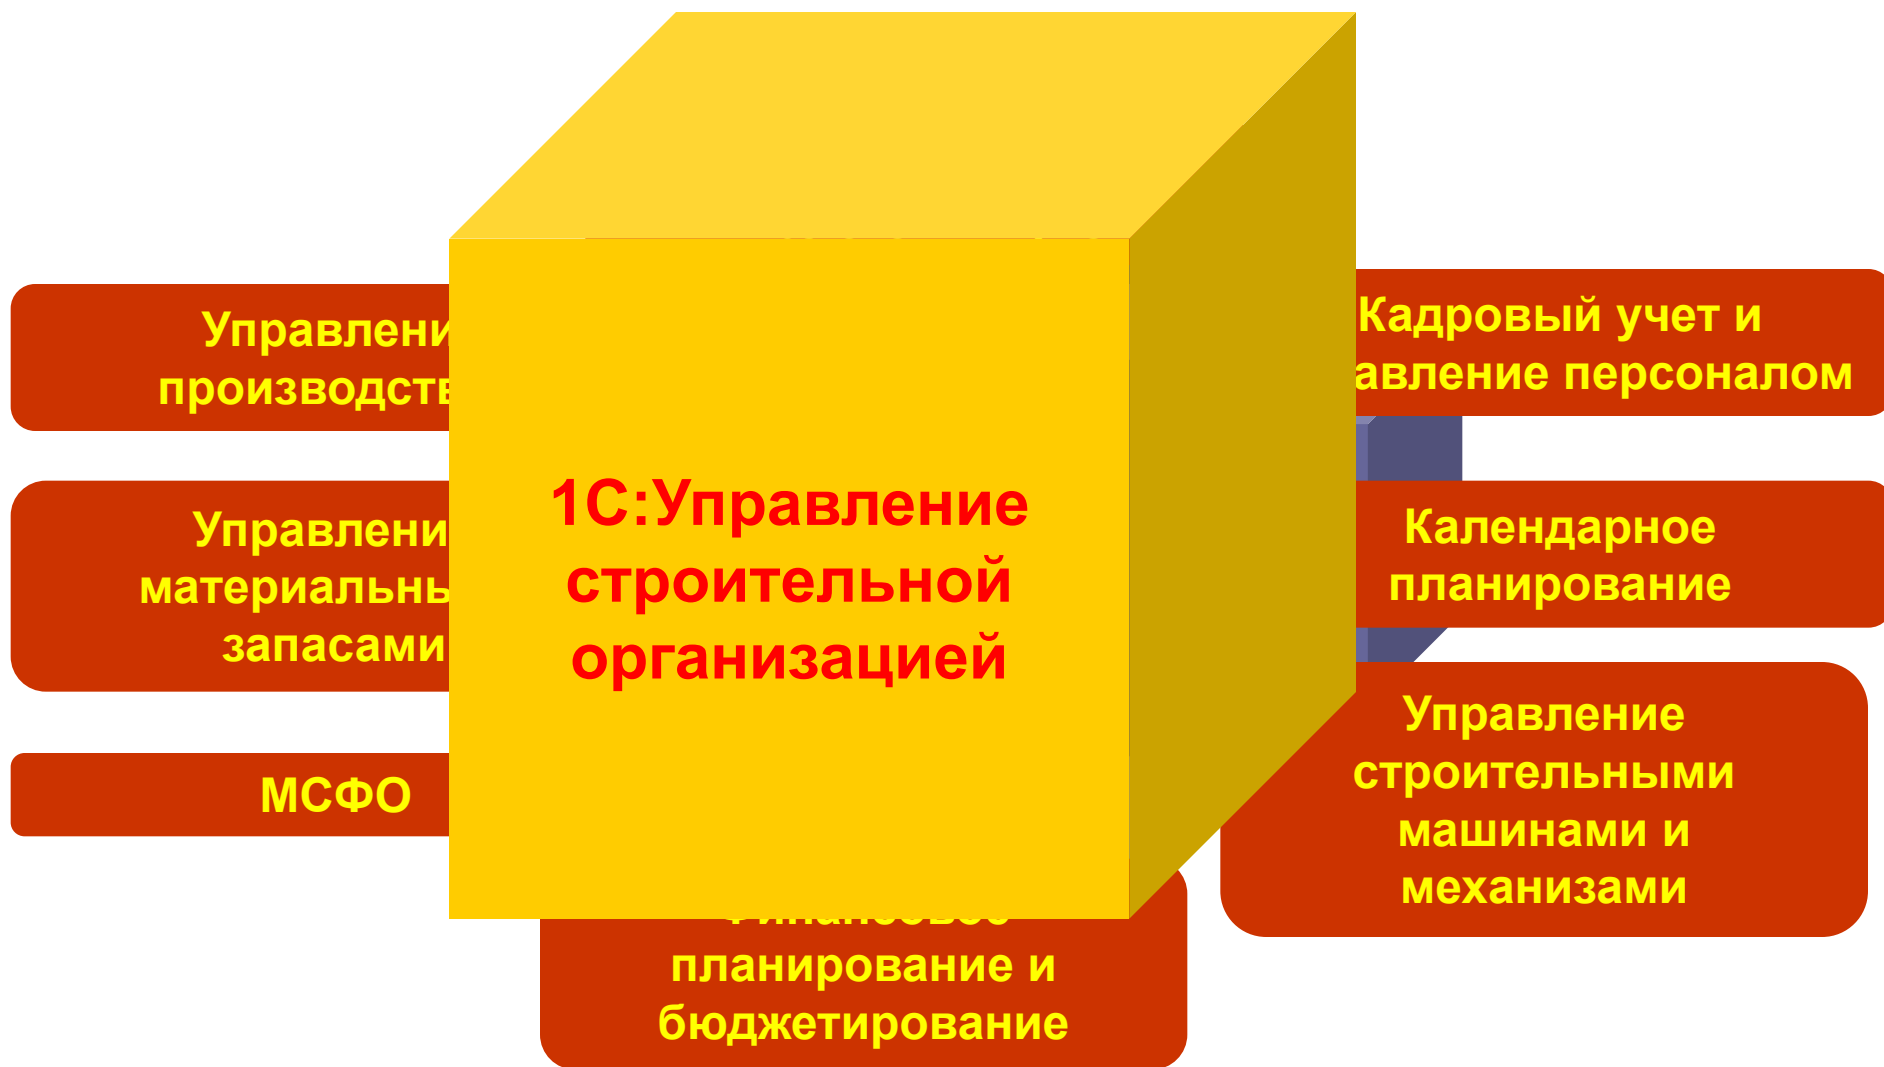 Управлени
производств
Управлени
материальны
запасами
МСФО
1С:Управление
строительной
организацией
Кадровый учет и
авление персоналом
Календарное
планирование
Управление
строительными
машинами и
механизами
планирование и
бюджетирование